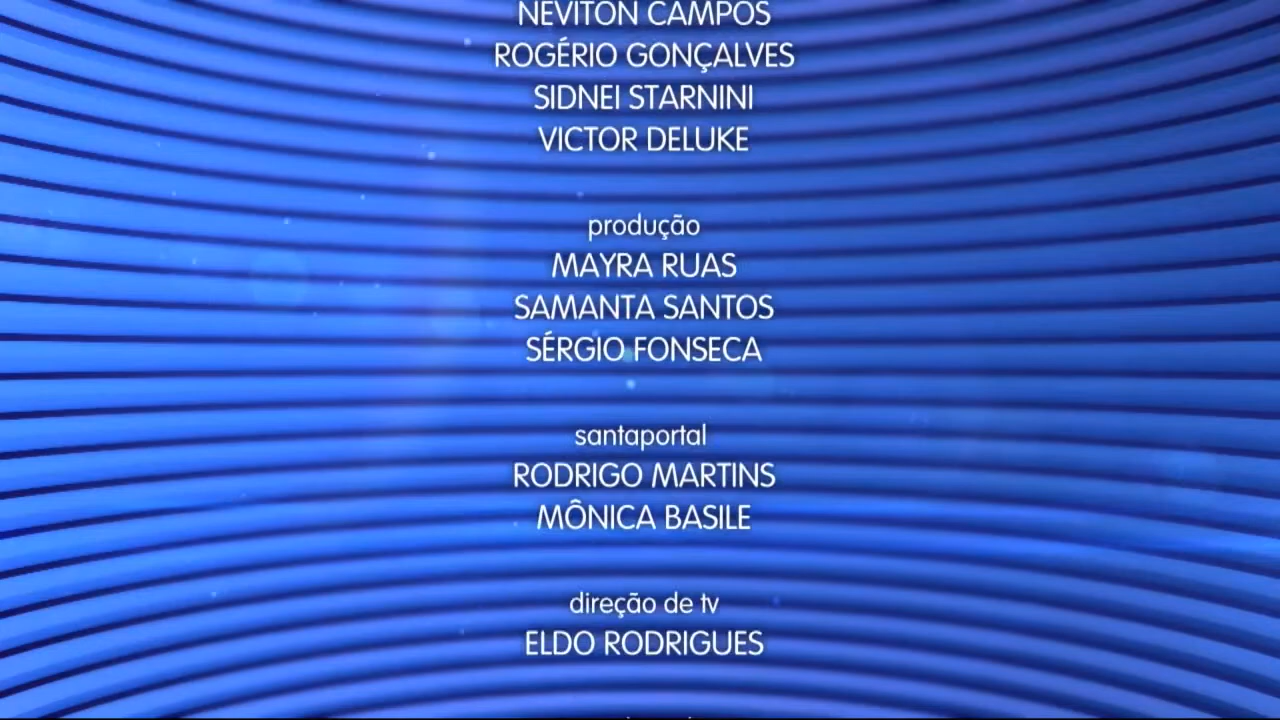 NEVITON CAMPOS
ROGÉRIO GONÇALVES
SIDNEI STARNINI
VICTOR DELUKE
produção
MAYRA RUAS
SAMANTA SANTOS
SÉRGIO FONSECA
santaportal
RODRIGO MARTINS
MÔNICA BASILE
direção de tv
ELDO RODRIGUES